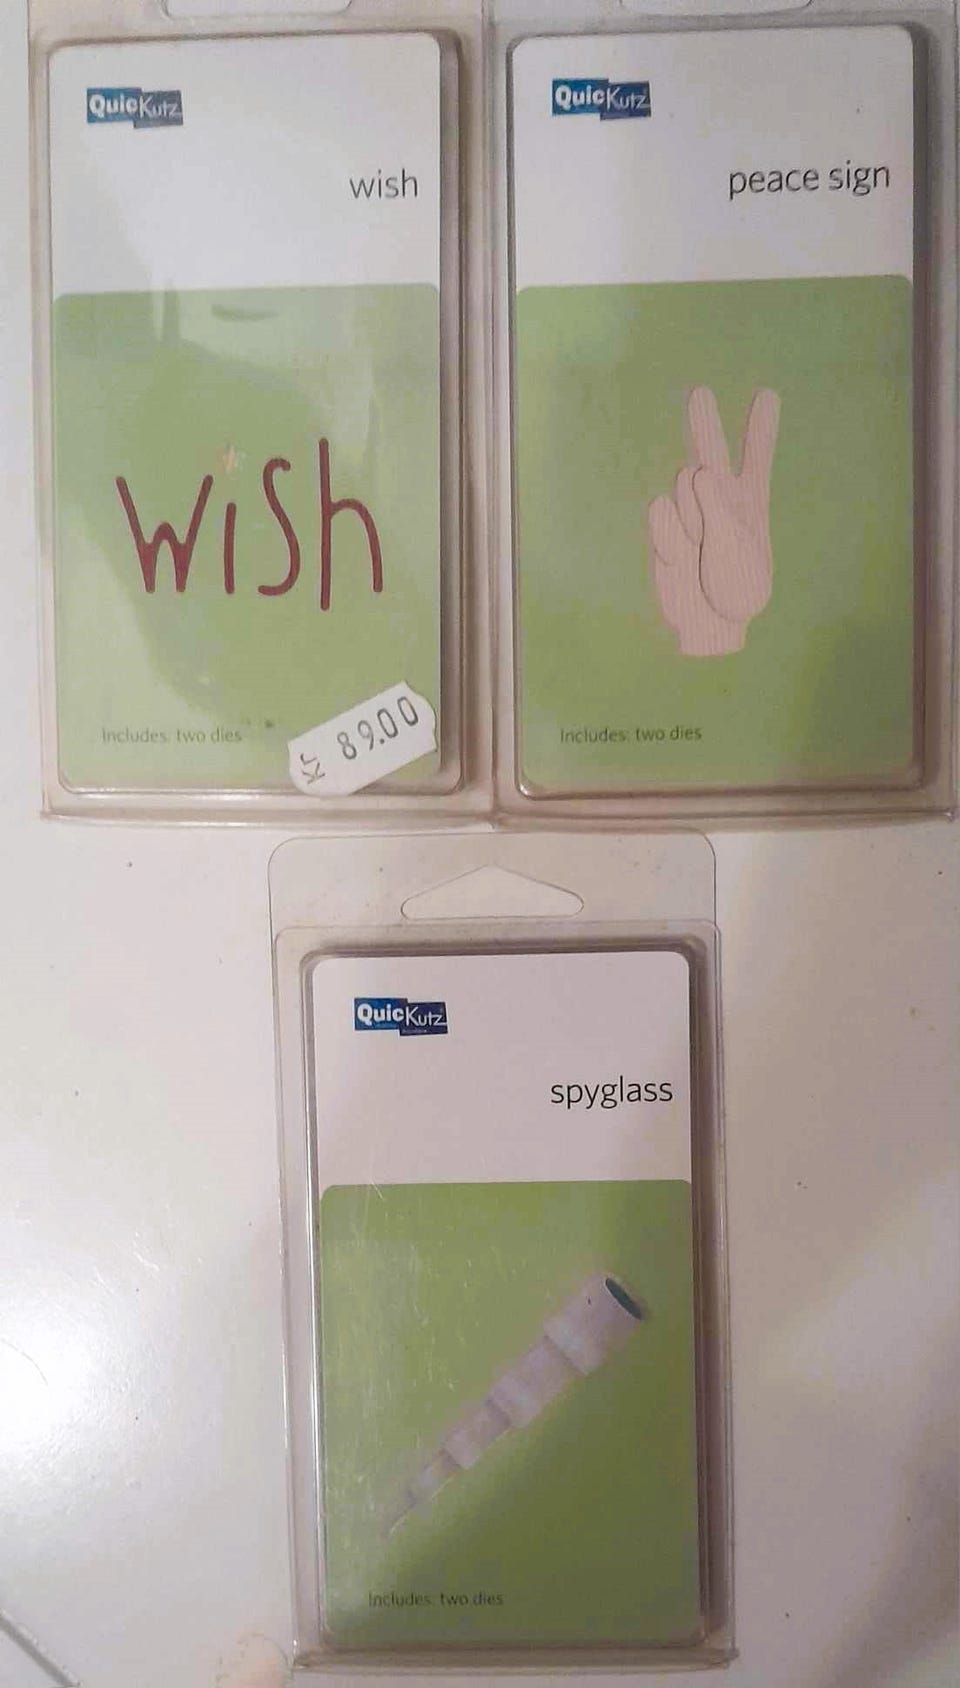 QuicKutz
wish
wish
Includes: two dies
Kr 89.00
QuicKutz
peace sign
Includes: two dies
QuicKutz
spyglass
Includes: two dies